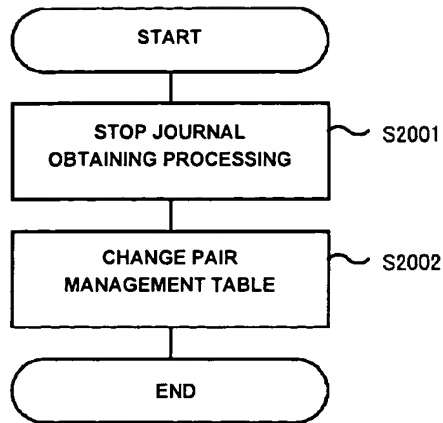 START
STOP JOURNAL
OBTAINING PROCESSING
S2001
CHANGE PAIR
MANAGEMENT TABLE
S2002
END